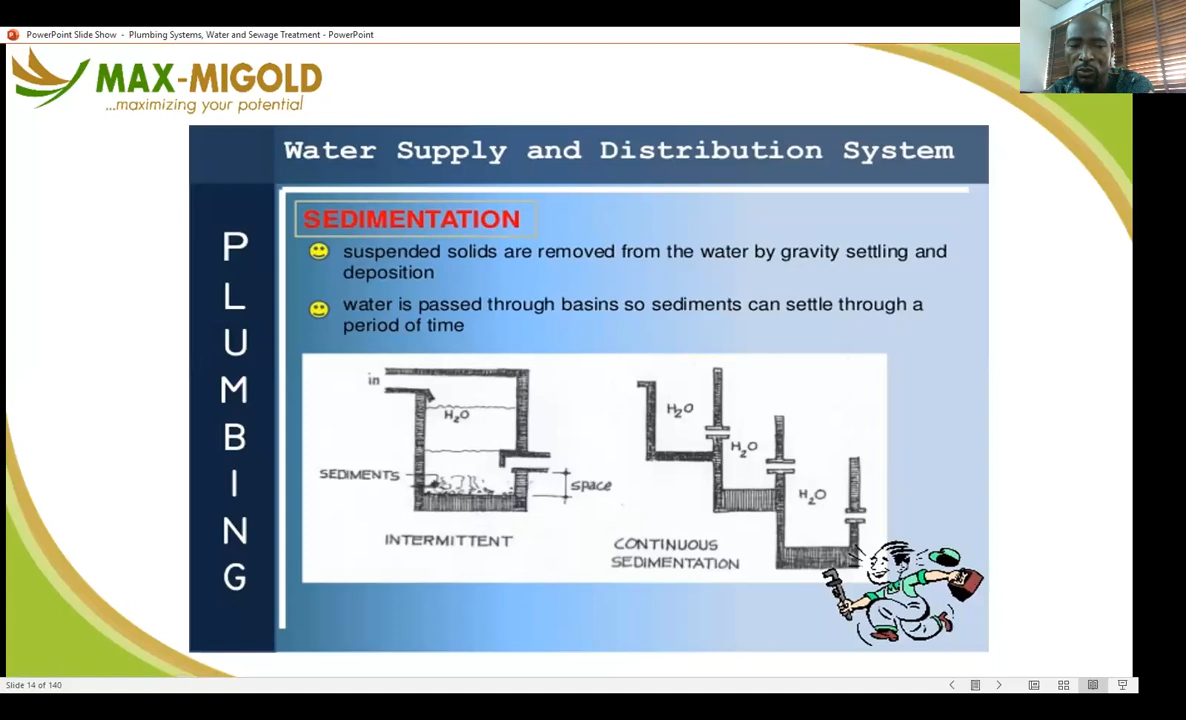 PowerPoint Slide Show - Plumbing Systems, Water and Sewage Treatment - PowerPoint
MAX-MIGOLD
...maximizing your potential
Water Supply and Distribution System
PLUMBING
SEDIMENTATION
suspended solids are removed from the water by gravity settling and
deposition
water is passed through basins so sediments can settle through a
period of time
in
H2O
SEDIMENTS
space
INTERMITTENT
H2O
H2O
H2O
CONTINUOUS
SEDIMENTATION
Slide 14 of 140